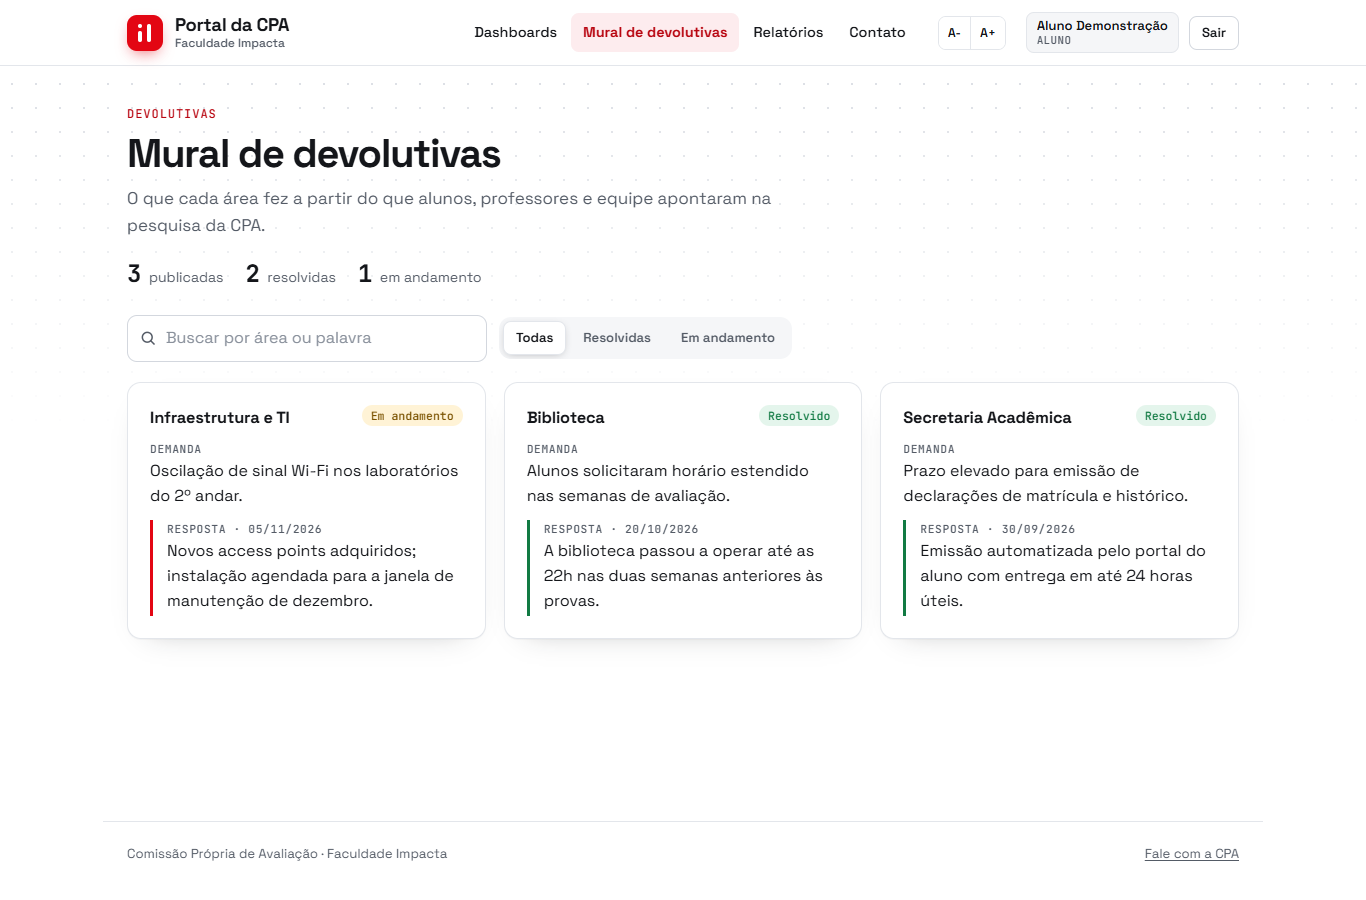 Portal da CPA
Faculdade Impacta
Dashboards
Mural de devolutivas
Relatórios
Contato
A-
A+
Aluno Demonstração
ALUNO
Sair
DEVOLUTIVAS
Mural de devolutivas
O que cada área fez a partir do que alunos, professores e equipe apontaram na
pesquisa da CPA.
3 publicadas
2 resolvidas
1 em andamento
Buscar por área ou palavra
Todas
Resolvidas
Em andamento
Infraestrutura e TI
Em andamento
DEMANDA
Oscilação de sinal Wi-Fi nos laboratórios
do 2º andar.
RESPOSTA · 05/11/2026
Novos access points adquiridos;
instalação agendada para a janela de
manutenção de dezembro.
Biblioteca
Resolvido
DEMANDA
Alunos solicitaram horário estendido
nas semanas de avaliação.
RESPOSTA · 20/10/2026
A biblioteca passou a operar até as
22h nas duas semanas anteriores às
provas.
Secretaria Acadêmica
Resolvido
DEMANDA
Prazo elevado para emissão de
declarações de matrícula e histórico.
RESPOSTA · 30/09/2026
Emissão automatizada pelo portal do
aluno com entrega em até 24 horas
úteis.
Comissão Própria de Avaliação · Faculdade Impacta
Fale com a CPA